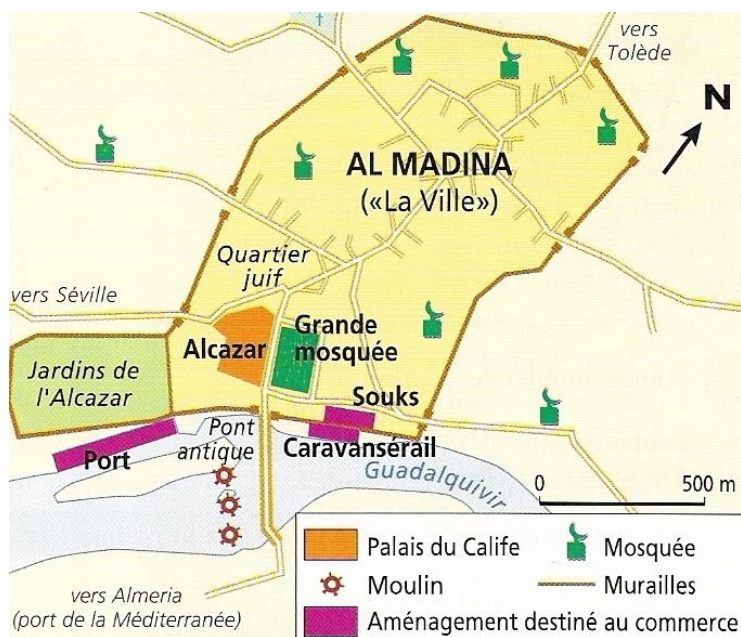 vers
Tolède
N
AL MADINA
(«La Ville»)
Quartier
juif
vers Séville
Alcazar
Grande
mosquée
Jardins de
l'Alcazar
Souks
Pont
antique
Port
Caravansérail
Guadalquivir
0 500 m
vers Almeria
(port de la Méditerranée)
Palais du Calife
Mosquée
Moulin
Murailles
Aménagement destiné au commerce